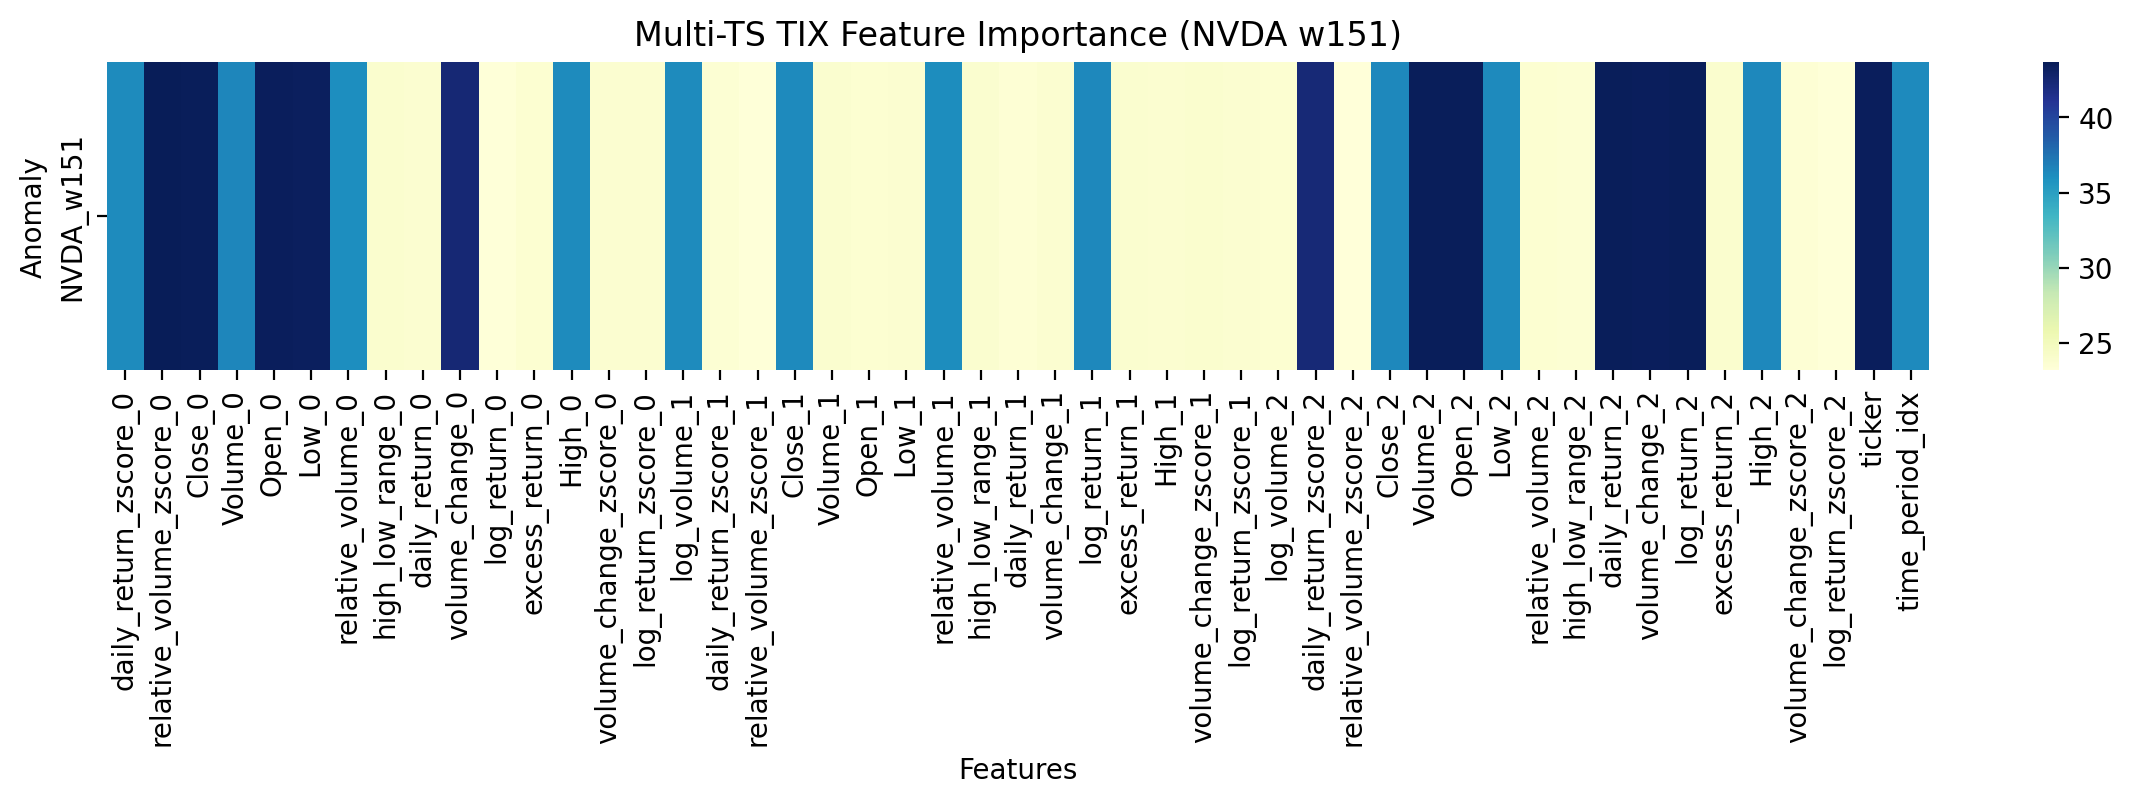 Multi-TS TIX Feature Importance (NVDA w151)
Anomaly
NVDA_w151
40
35
30
25
daily_return_zscore_0
relative_volume_zscore_0
Close_0
Volume_0
Open_0
Low_0
relative_volume_0
high_low_range_0
daily_return_0
volume_change_0
log_return_0
excess_return_0
High_0
volume_change_zscore_0
log_return_zscore_0
log_volume_1
daily_return_zscore_1
relative_volume_zscore_1
Close_1
Volume_1
Open_1
Low_1
relative_volume_1
high_low_range_1
daily_return_1
volume_change_1
log_return_1
excess_return_1
High_1
volume_change_zscore_1
log_return_zscore_1
log_volume_2
daily_return_zscore_2
relative_volume_zscore_2
Close_2
Volume_2
Open_2
Low_2
relative_volume_2
high_low_range_2
daily_return_2
volume_change_2
log_return_2
excess_return_2
High_2
volume_change_zscore_2
log_return_zscore_2
ticker
time_period_idx
Features